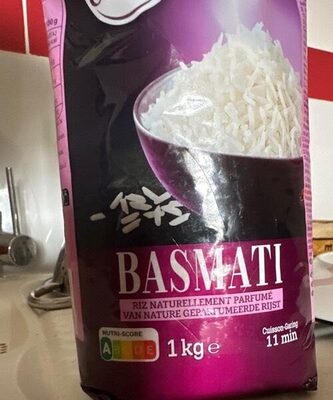 BASMATI
RIZ NATURELLEMENT PARFUMÉ
VAN NATURE GEPARFUMEERDE RIJST
NUTRI-SCORE
A B C D E
1kg e
Cuisson-Garing
11 min